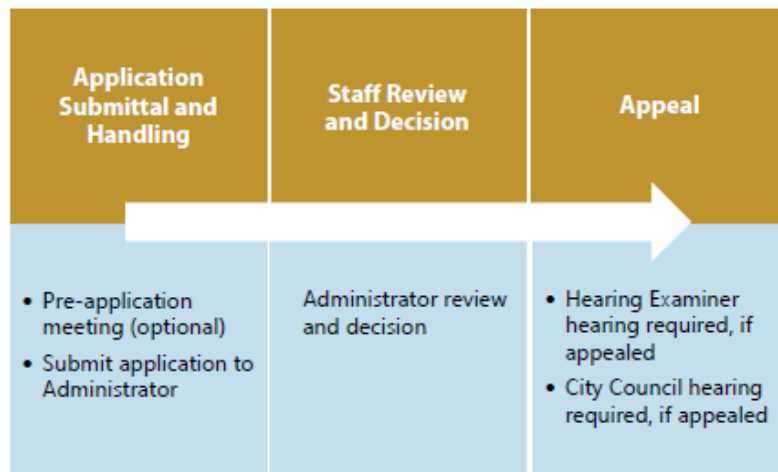 Application
Submittal and
Handling
Staff Review
and Decision
Appeal
• Pre-application
meeting (optional)
• Submit application to
Administrator
Administrator review
and decision
• Hearing Examiner
hearing required, if
appealed
• City Council hearing
required, if appealed